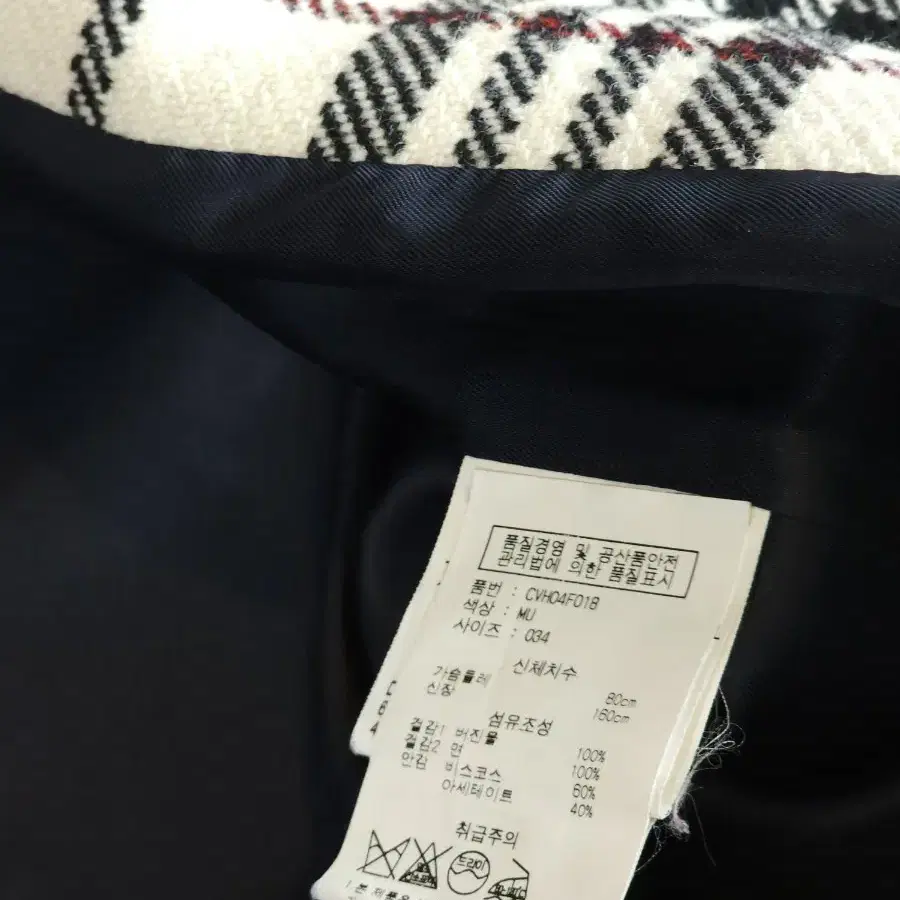 품질경영 및 공산품안전
관리법에 의한 품질표시
품번 : CVH04F018
색상 : MU
사이즈 : 034
신체치수
가슴둘레 80cm
신장 160cm
섬유조성
겉감1 버진울 100%
겉감2 면 100%
안감 비스코스 60%
아세테이트 40%
취급주의
드라이